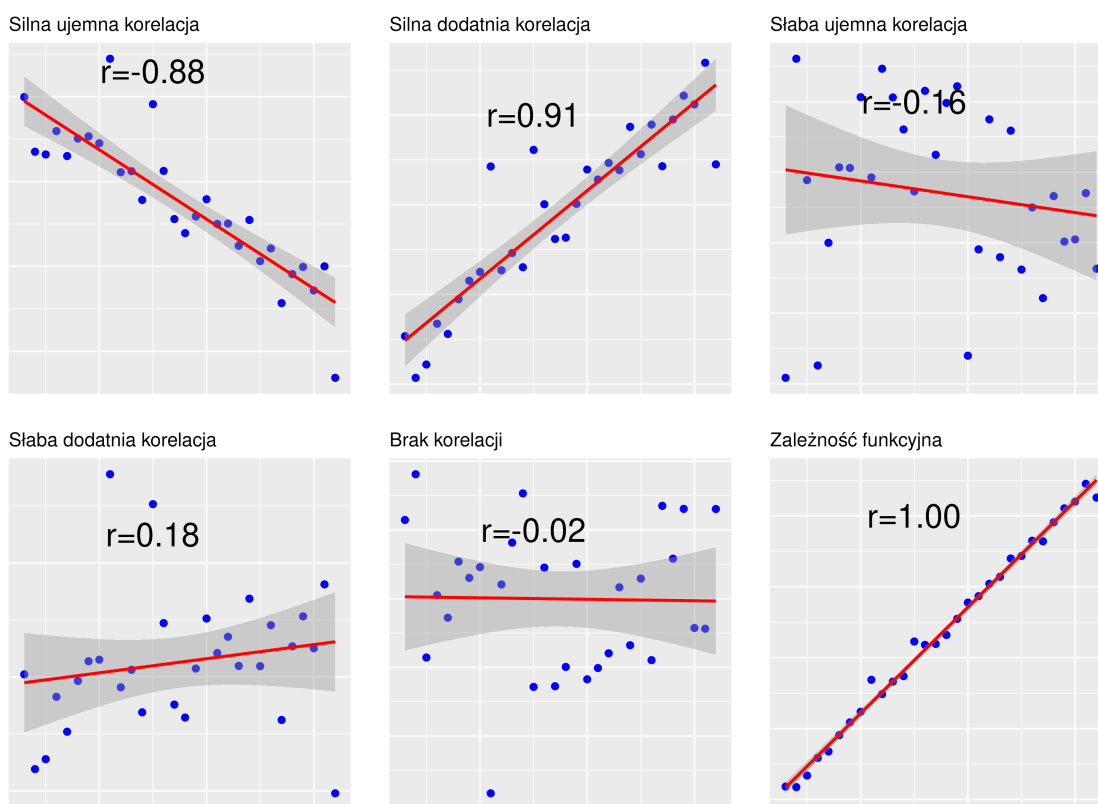 Silna ujemna korelacja
r=-0.88
Silna dodatnia korelacja
r=0.91
Słaba ujemna korelacja
r=-0.16
Słaba dodatnia korelacja
r=0.18
Brak korelacji
r=-0.02
Zależność funkcyjna
r=1.00